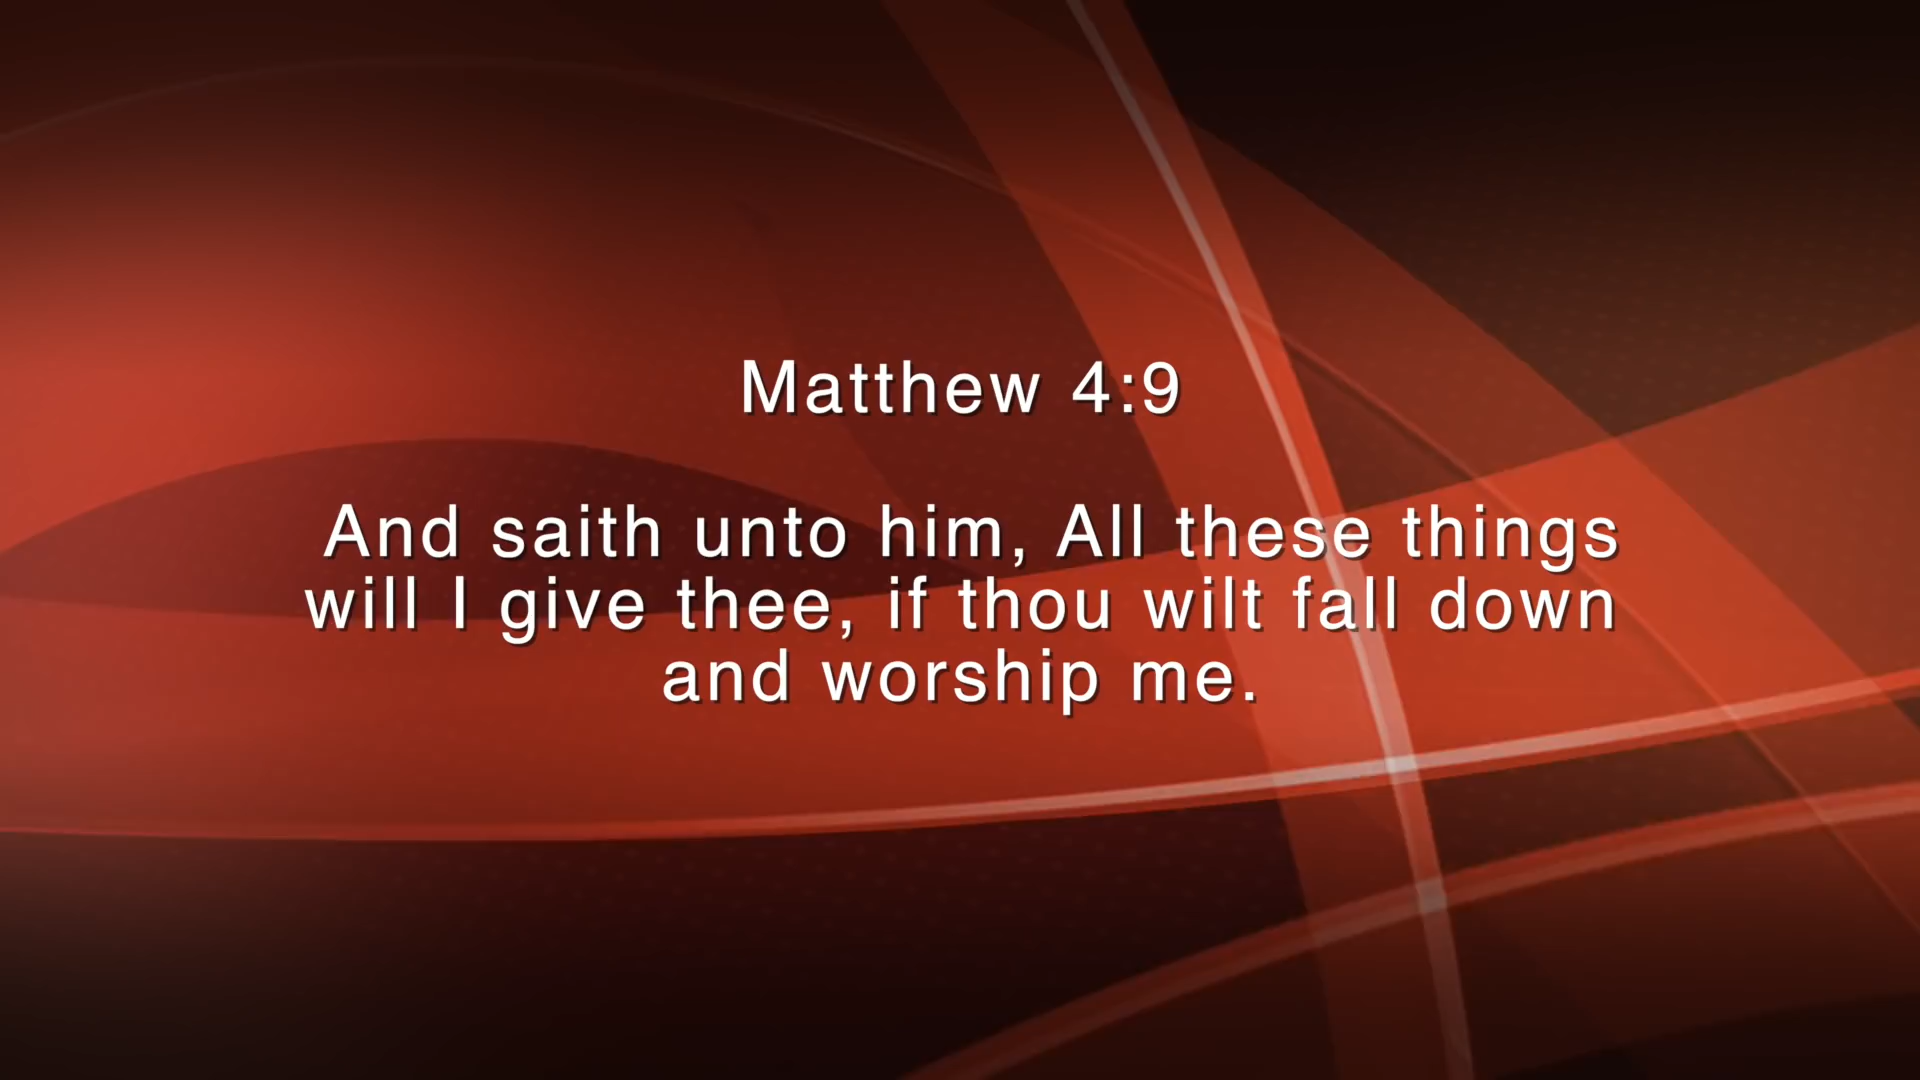 Matthew 4:9
And saith unto him, All these things
will I give thee, if thou wilt fall down
and worship me.